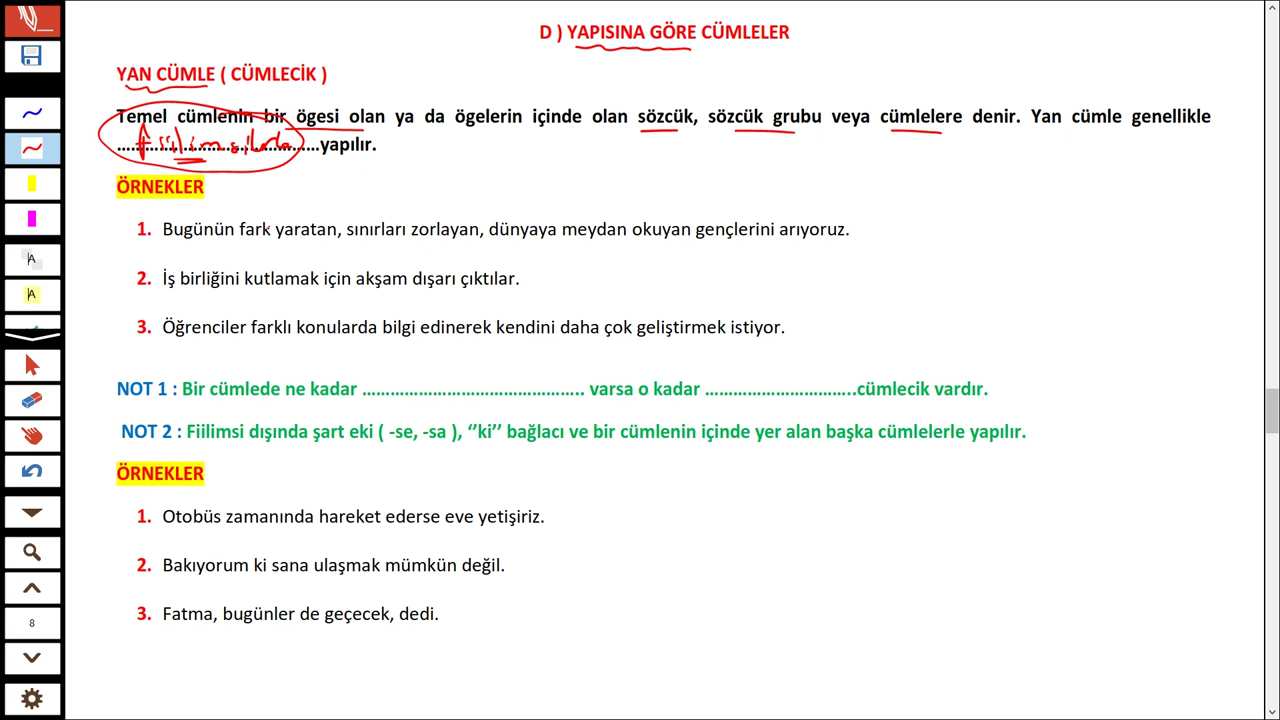 D ) YAPISINA GÖRE CÜMLELER
YAN CÜMLE ( CÜMLECİK )
Temel cümlenin bir ögesi olan ya da ögelerin içinde olan sözcük, sözcük grubu veya cümlelere denir. Yan cümle genellikle
fiilimsilerle yapılır.
ÖRNEKLER
1. Bugünün fark yaratan, sınırları zorlayan, dünyaya meydan okuyan gençlerini arıyoruz.
2. İş birliğini kutlamak için akşam dışarı çıktılar.
3. Öğrenciler farklı konularda bilgi edinerek kendini daha çok geliştirmek istiyor.
NOT 1 : Bir cümlede ne kadar ……………………………………….. varsa o kadar …………………………..cümlecik vardır.
NOT 2 : Fiilimsi dışında şart eki ( -se, -sa ), ‘’ki’’ bağlacı ve bir cümlenin içinde yer alan başka cümlelerle yapılır.
ÖRNEKLER
1. Otobüs zamanında hareket ederse eve yetişiriz.
2. Bakıyorum ki sana ulaşmak mümkün değil.
3. Fatma, bugünler de geçecek, dedi.
A
A
8